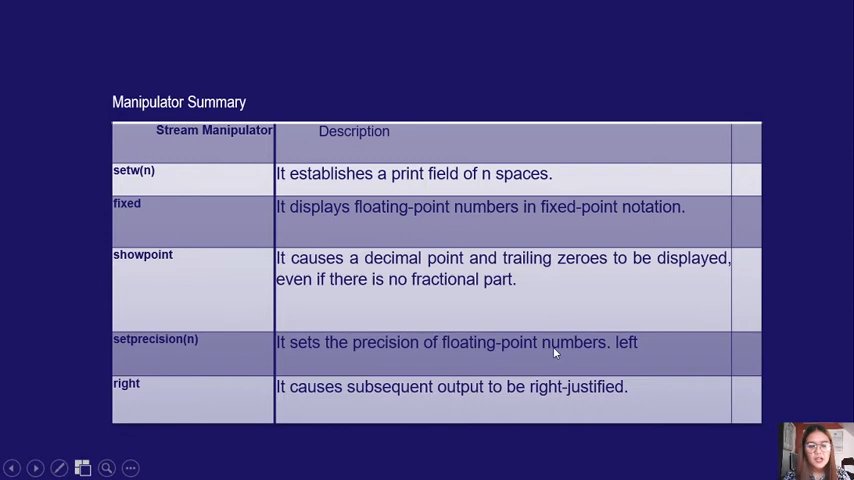 Manipulator Summary
Stream Manipulator Description
setw(n) It establishes a print field of n spaces.
fixed It displays floating-point numbers in fixed-point notation.
showpoint It causes a decimal point and trailing zeroes to be displayed,
even if there is no fractional part.
setprecision(n) It sets the precision of floating-point numbers. left
right It causes subsequent output to be right-justified.